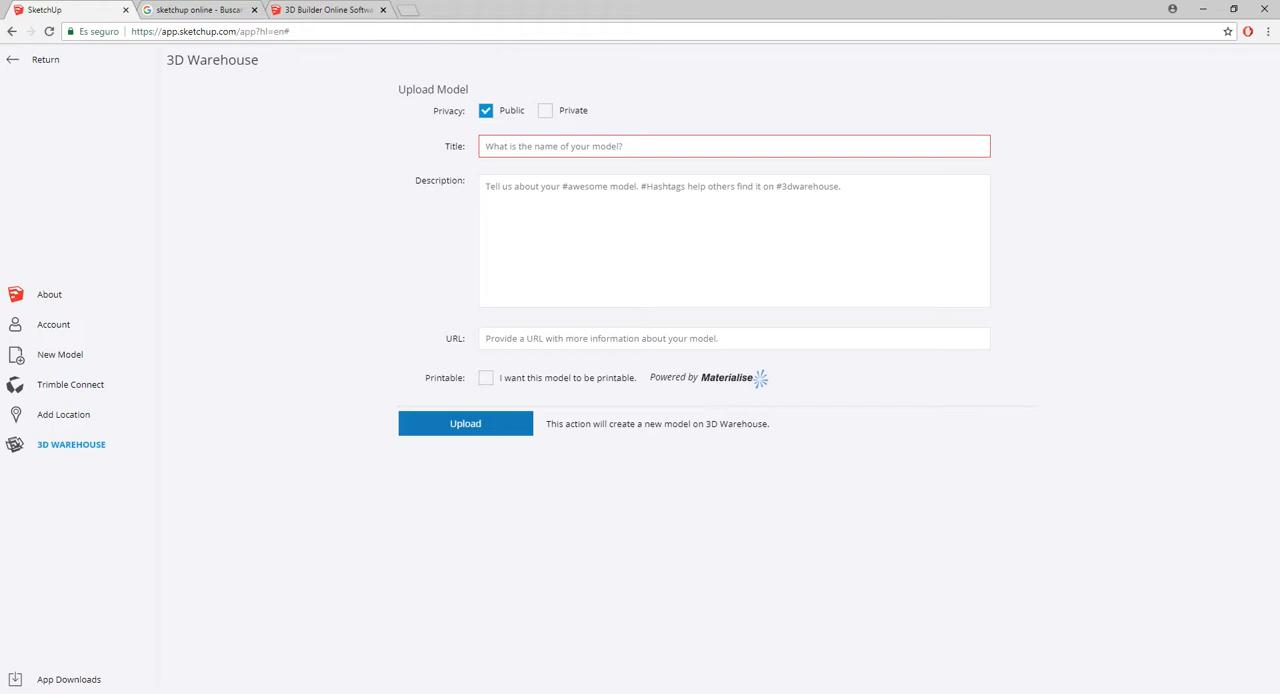 SketchUp
sketchup online - Buscar
3D Builder Online Softwa
Es seguro
https://app.sketchup.com/app?hl=en#
Return
3D Warehouse
Upload Model
Privacy: Public Private
Title: What is the name of your model?
Description: Tell us about your #awesome model. #Hashtags help others find it on #3dwarehouse.
URL: Provide a URL with more information about your model.
Printable: I want this model to be printable. Powered by Materialise
Upload This action will create a new model on 3D Warehouse.
About
Account
New Model
Trimble Connect
Add Location
3D WAREHOUSE
App Downloads